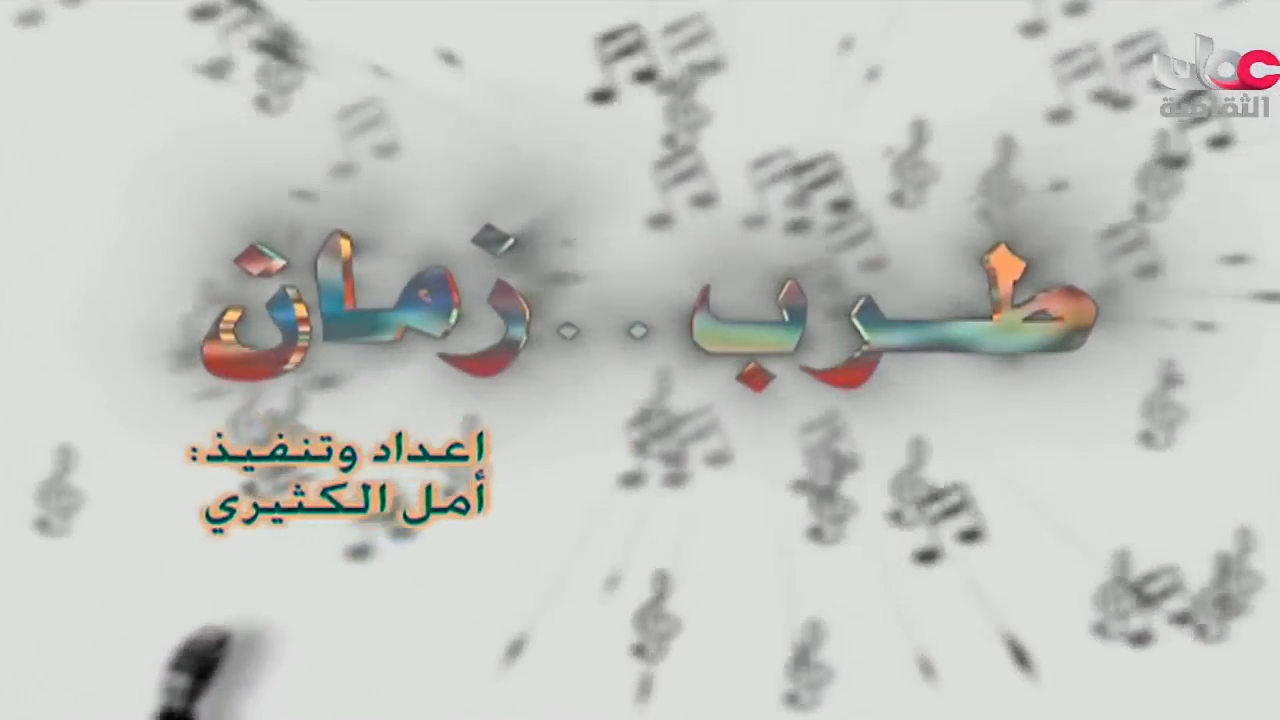 عمان
الثقافية
طرب..زمان
اعداد وتنفيذ:
أمل الكثيري